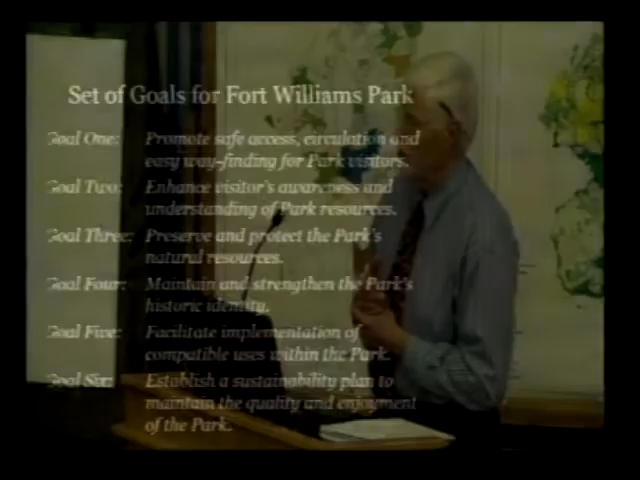 Set of Goals for Fort Williams Park
Goal One: Promote safe access, circulation and
easy way-finding for Park visitors.
Goal Two: Enhance visitor's awareness and
understanding of Park resources.
Goal Three: Preserve and protect the Park's
natural resources.
Goal Four: Maintain and strengthen the Park's
historic identity.
Goal Five: Facilitate implementation of
compatible uses within the Park.
Goal Six: Establish a sustainability plan to
maintain the quality and enjoyment
of the Park.